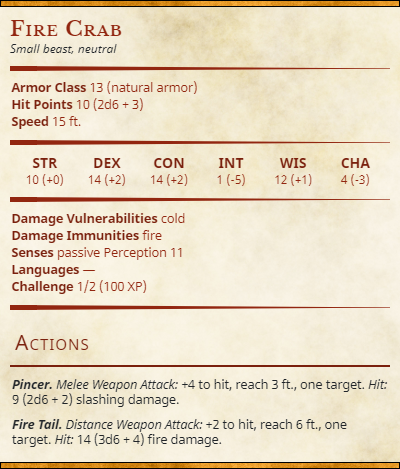 Fire Crab
Small beast, neutral
Armor Class 13 (natural armor)
Hit Points 10 (2d6 + 3)
Speed 15 ft.
STR DEX CON INT WIS CHA
10 (+0) 14 (+2) 14 (+2) 1 (-5) 12 (+1) 4 (-3)
Damage Vulnerabilities cold
Damage Immunities fire
Senses passive Perception 11
Languages —
Challenge 1/2 (100 XP)
Actions
Pincer. Melee Weapon Attack: +4 to hit, reach 3 ft., one target. Hit:
9 (2d6 + 2) slashing damage.
Fire Tail. Distance Weapon Attack: +2 to hit, reach 6 ft., one
target. Hit: 14 (3d6 + 4) fire damage.